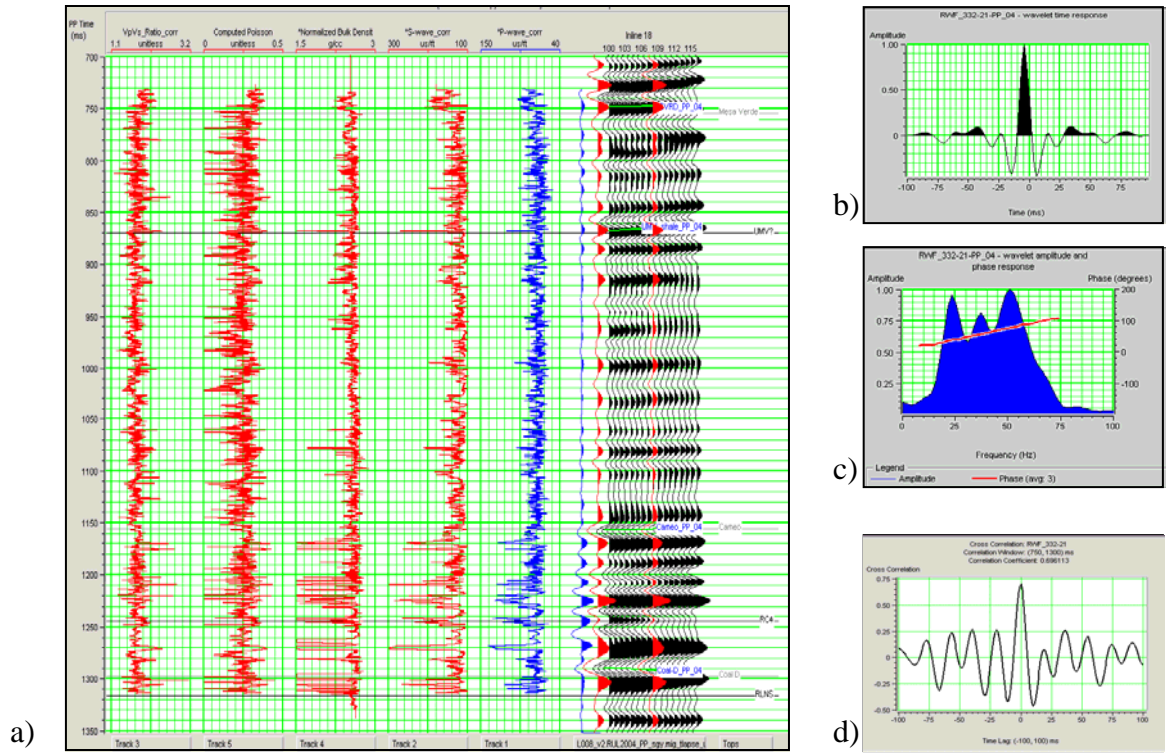 PP Time
(ms)
VpVs_Ratio_corr
1.1 unitless 3.2
Computed Poisson
0 unitless 0.5
*Normalized Bulk Densit
1.5 g/cc 3
*S-wave_corr
300 us/ft 100
*P-wave_corr
150 us/ft 40
Inline 18
100 103 106 109 112 115
700
750
800
850
900
950
1000
1050
1100
1150
1200
1250
1300
1350
VRD_PP_04
Mesa Verde
UMV_shale_PP_04
UMV?
Cameo_PP_04
Cameo
RC4
Coal-D_PP_04
Coal D
RLNS
Track 3
Track 5
Track 4
Track 2
Track 1
Tops
a)
RWF_332-21-PP_04 - wavelet time response
Amplitude
1.00
0.50
0
-100 -75 -50 -25 0 25 50 75
Time (ms)
b)
RWF_332-21-PP_04 - wavelet amplitude and
phase response
Amplitude
Phase (degrees)
1.00
0.75
0.50
0.25
200
100
0
-100
0 25 50 75 100
Frequency (Hz)
Legend
Amplitude
Phase (avg: 3)
c)
Cross Correlation: RWF_332-21
Correlation Window: (750, 1300) ms
Correlation Coefficient: 0.696113
Cross Correlation
0.75
0.50
0.25
0
-0.25
-0.50
-100 -75 -50 -25 0 25 50 75 100
Time Lag: (-100, 100) ms
d)